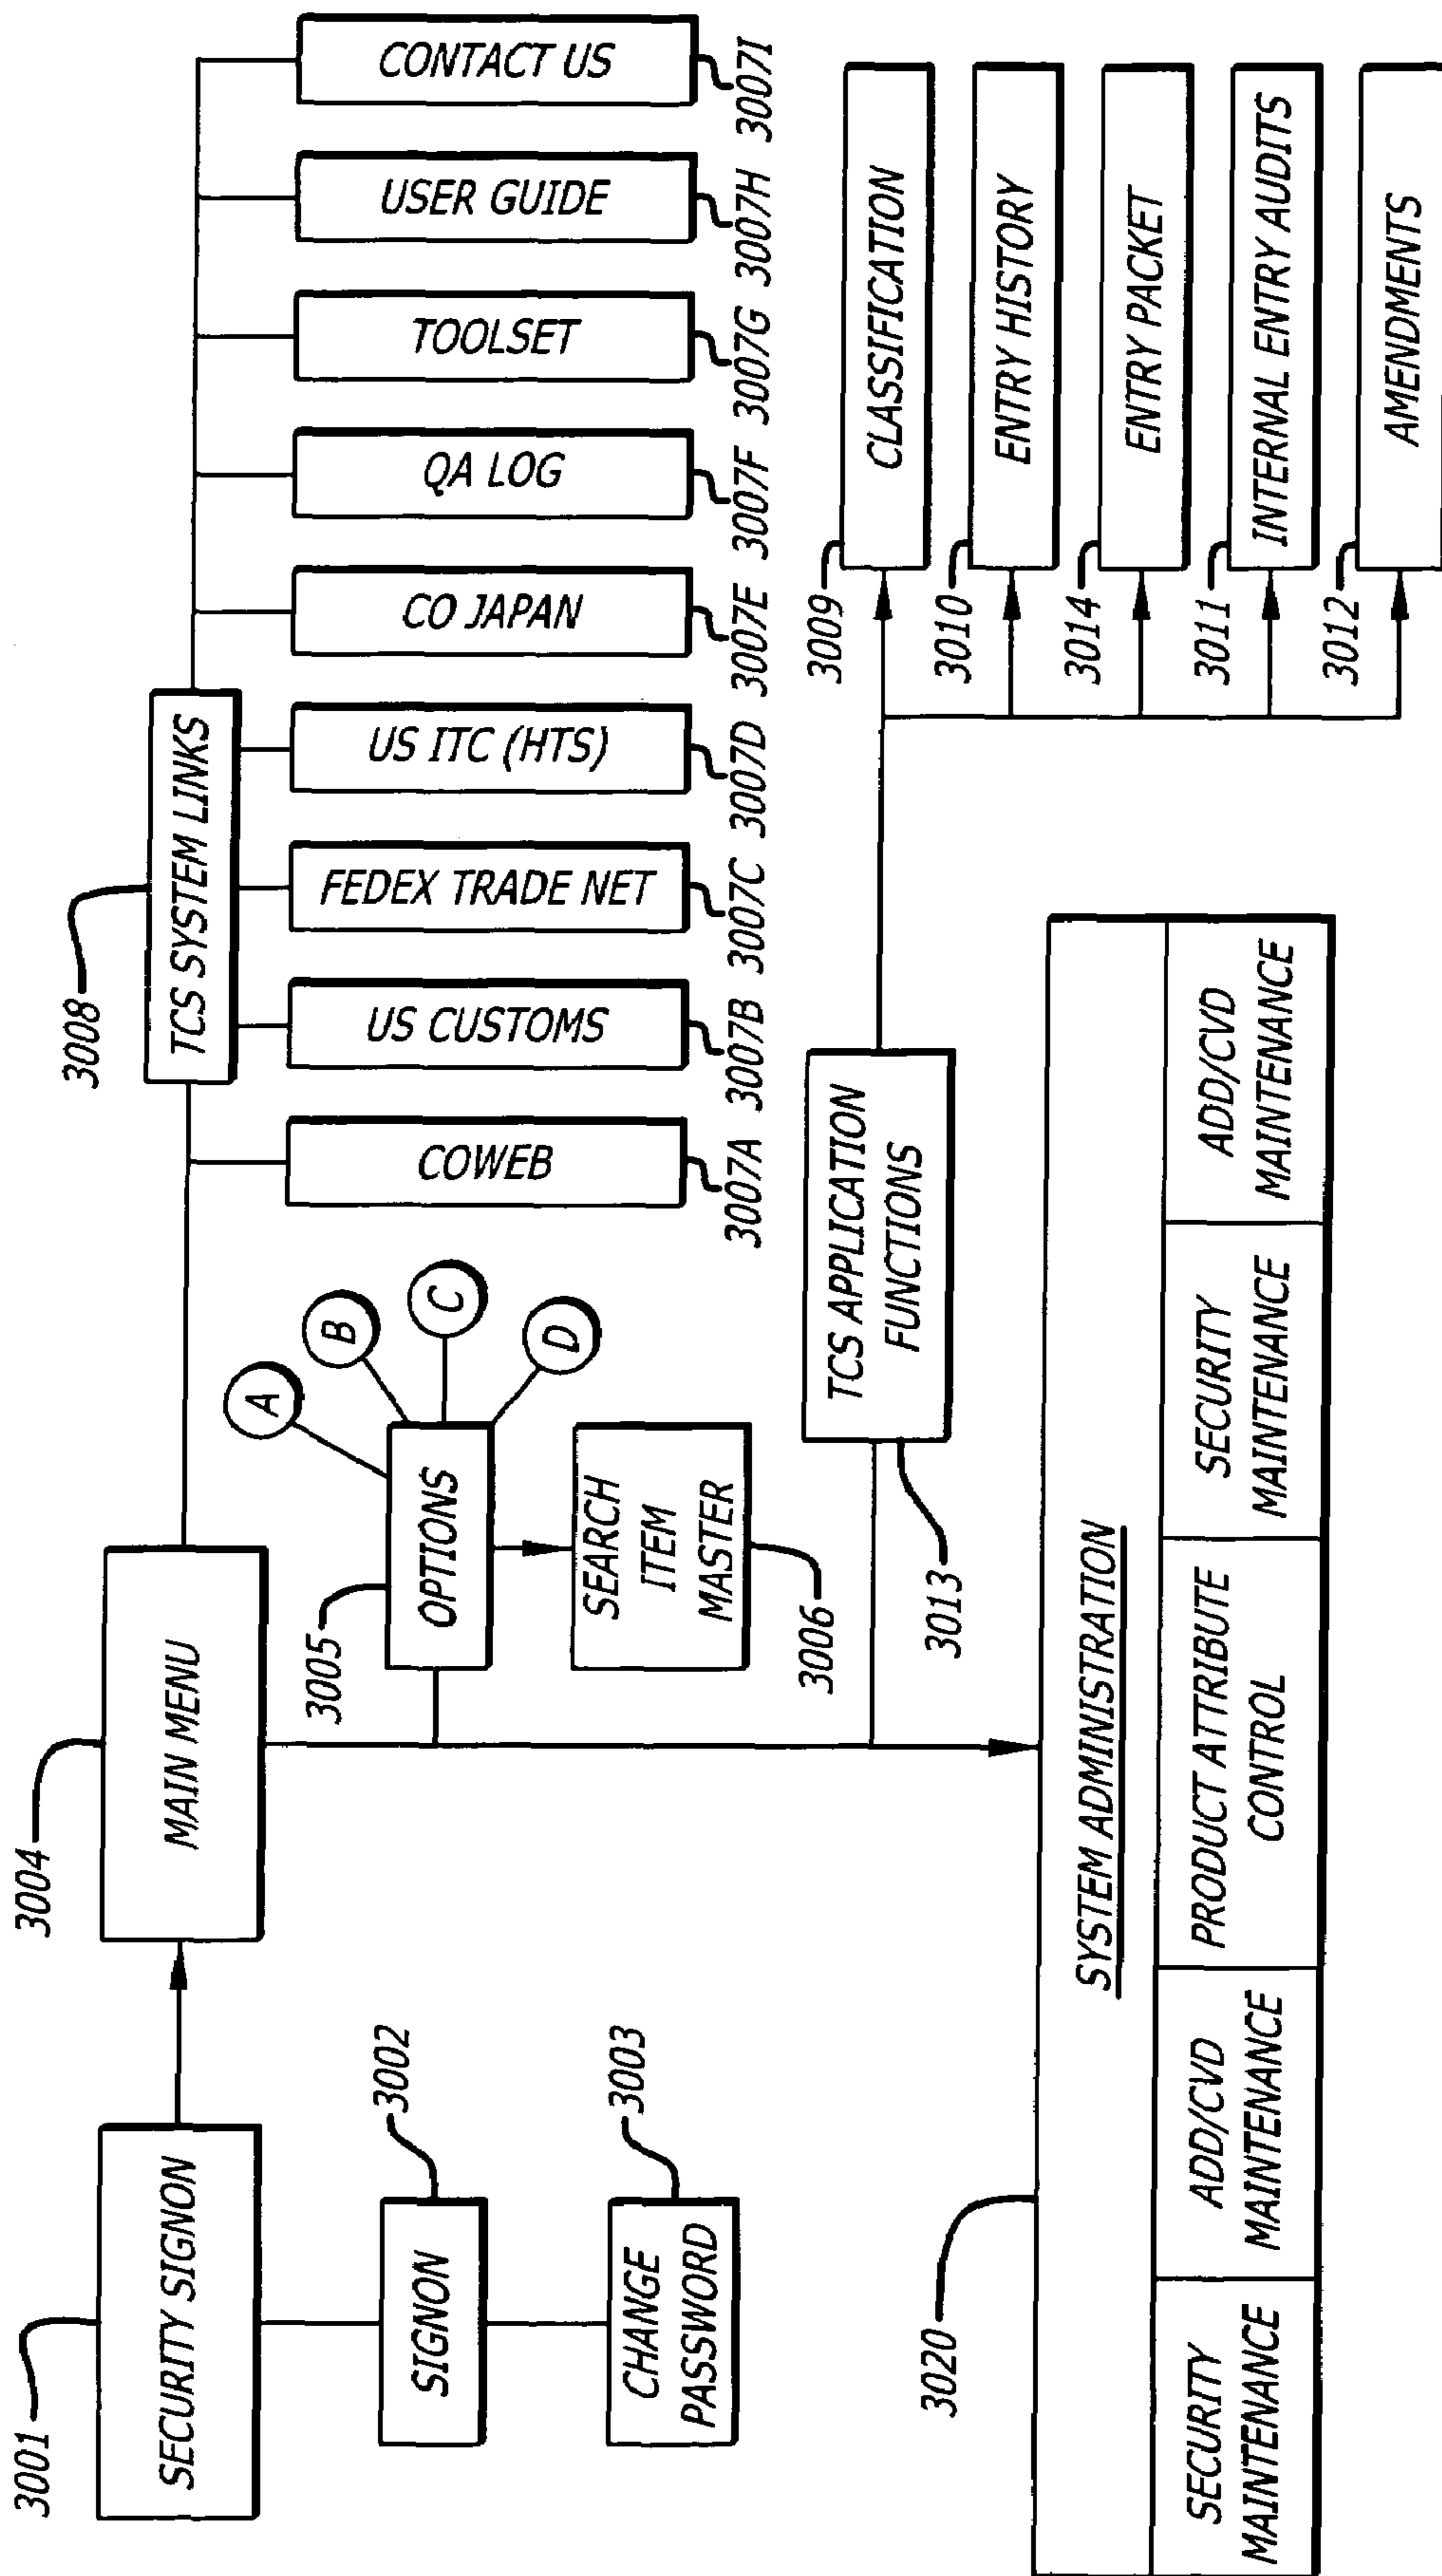 3001
SECURITY SIGNON
3002
SIGNON
3003
CHANGE
PASSWORD
3004
MAIN MENU
3005
OPTIONS
A
B
C
D
SEARCH
ITEM
MASTER
3006
3008
TCS SYSTEM LINKS
COWEB
3007A
US CUSTOMS
3007B
FEDEX TRADE NET
3007C
US ITC (HTS)
3007D
CO JAPAN
3007E
QA LOG
3007F
TOOLSET
3007G
USER GUIDE
3007H
CONTACT US
3007I
TCS APPLICATION
FUNCTIONS
3013
3009
CLASSIFICATION
3010
ENTRY HISTORY
3014
ENTRY PACKET
3011
INTERNAL ENTRY AUDITS
3012
AMENDMENTS
3020
SYSTEM ADMINISTRATION
SECURITY
MAINTENANCE
ADD/CVD
MAINTENANCE
PRODUCT ATTRIBUTE
CONTROL
SECURITY
MAINTENANCE
ADD/CVD
MAINTENANCE